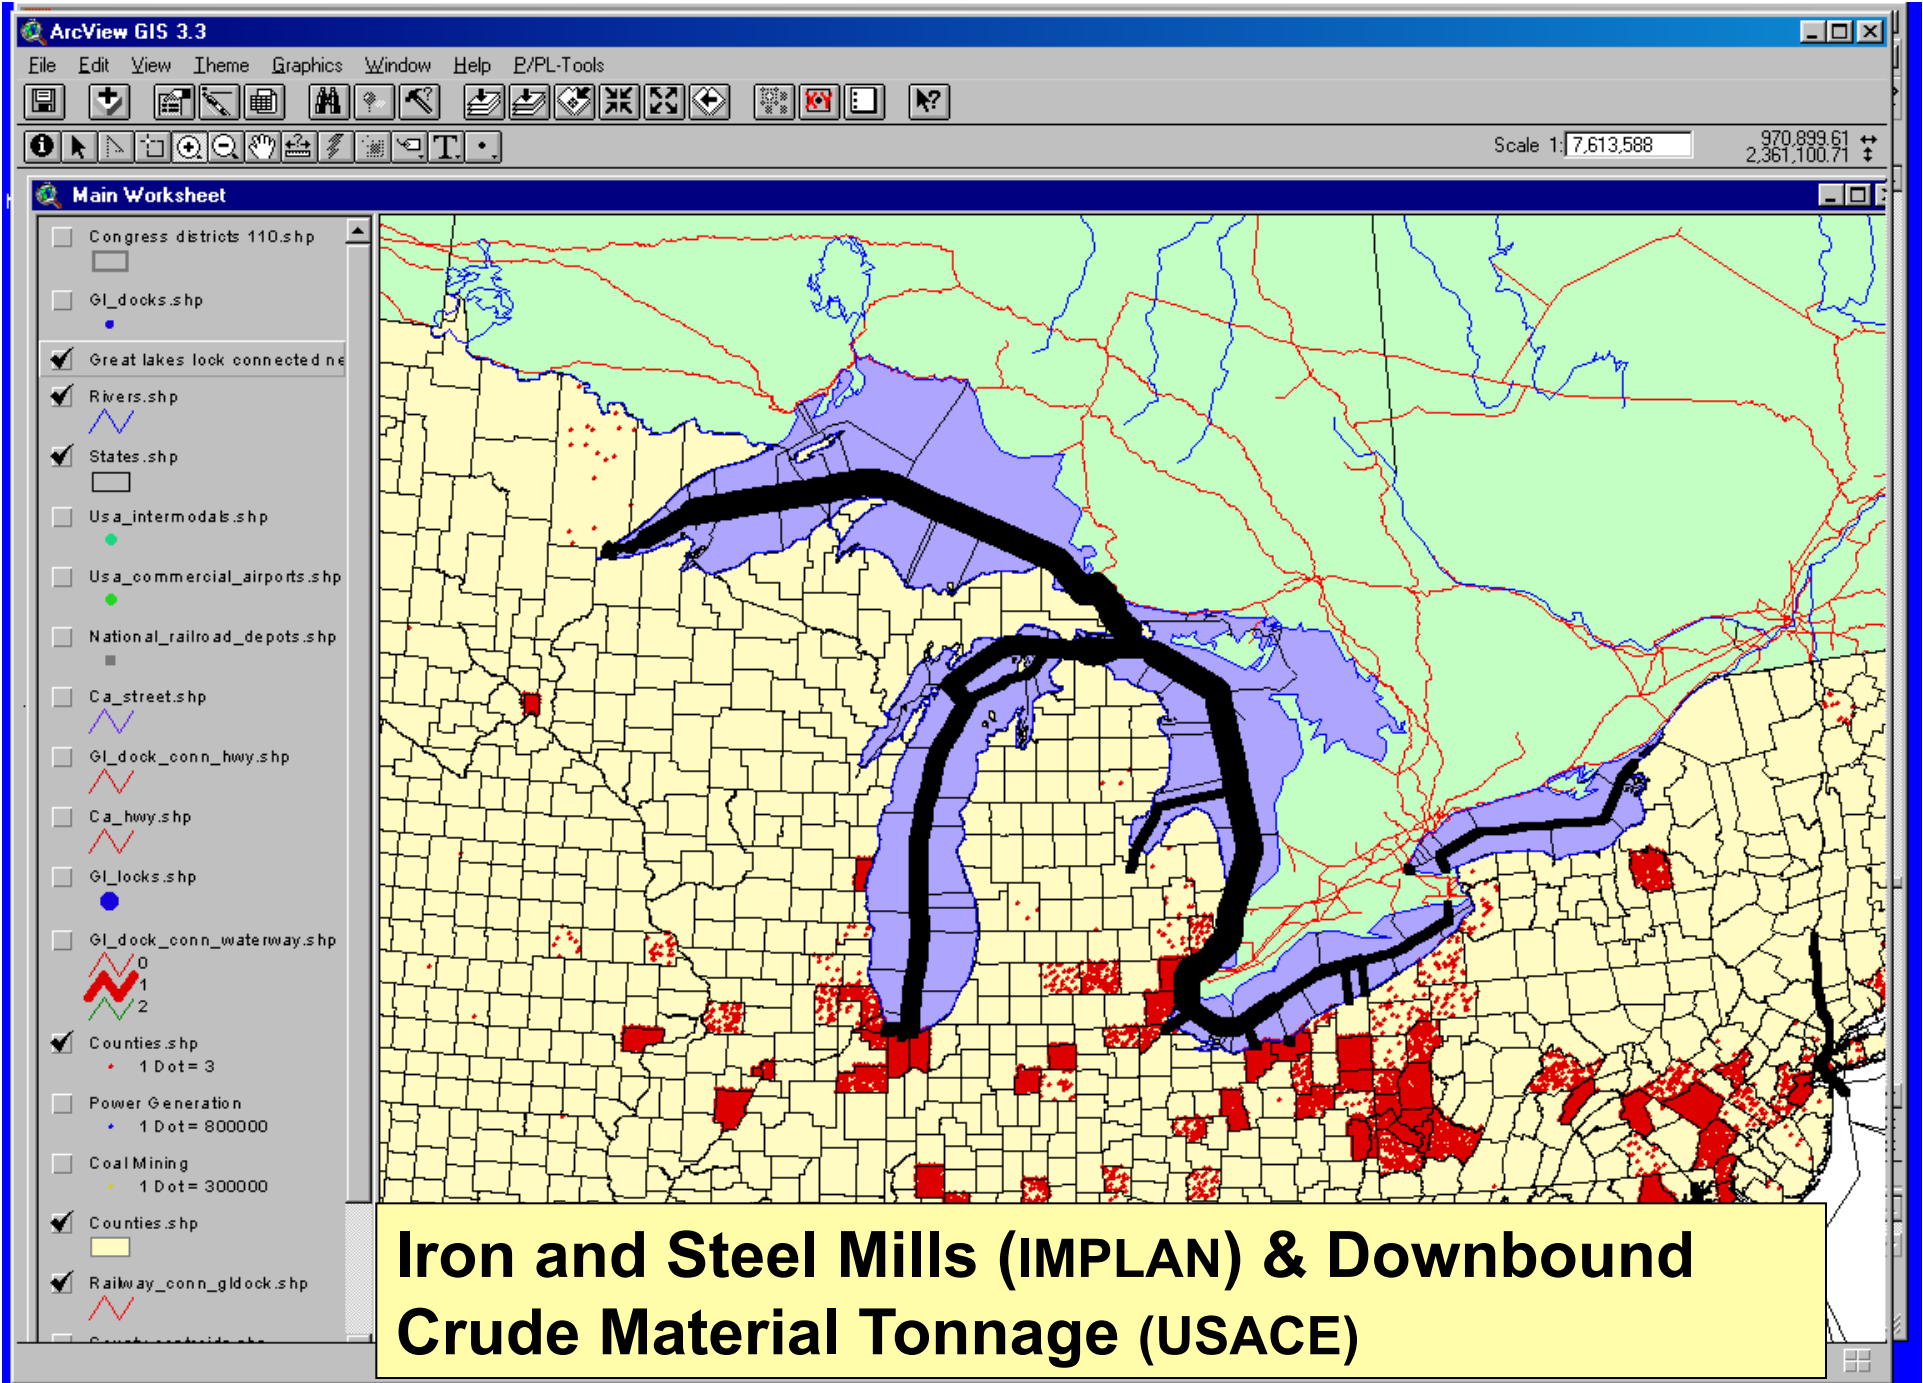 ArcView GIS 3.3
File Edit View Theme Graphics Window Help P/PL-Tools
Scale 1: 7,613,588
970,899.61
2,361,100.71
Main Worksheet
Congress districts 110.shp
Gl_docks.shp
Great lakes lock connected ne
Rivers.shp
States.shp
Usa_intermodals.shp
Usa_commercial_airports.shp
National_railroad_depots.shp
Ca_street.shp
Gl_dock_conn_hwy.shp
Ca_hwy.shp
Gl_locks.shp
Gl_dock_conn_waterway.shp
0
1
2
Counties.shp
1 Dot = 3
Power Generation
1 Dot = 800000
Coal Mining
1 Dot = 300000
Counties.shp
Railway_conn_gldock.shp
Iron and Steel Mills (IMPLAN) & Downbound
Crude Material Tonnage (USACE)